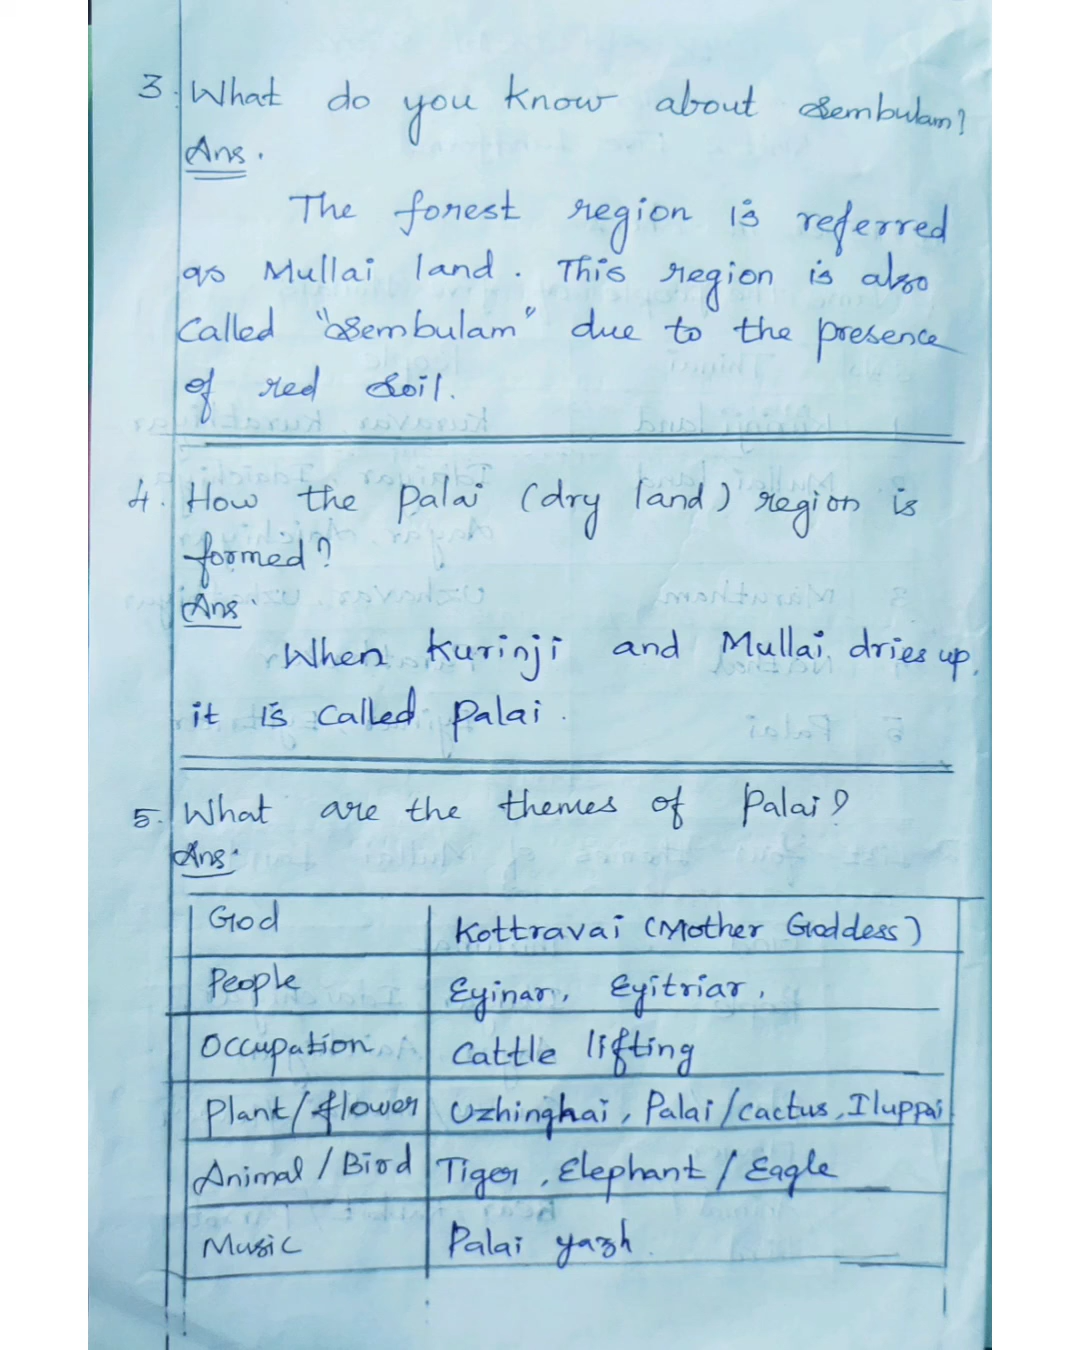 3. What do you know about Sembulam?
Ans.
The forest region is referred
as Mullai land. This region is also
called "Sembulam" due to the presence
of red soil.
4. How the Palai (dry land) region is
formed?
Ans.
When Kurinji and Mullai dries up,
it is called Palai.
5. What are the themes of Palai?
Ans.
God Kottravai (Mother Goddess)
People Eyinar, Eyitriar,
Occupation Cattle lifting
Plant/flower Uzhinghai, Palai/cactus, Iluppai
Animal/Bird Tiger, Elephant/Eagle
Music Palai yazh.